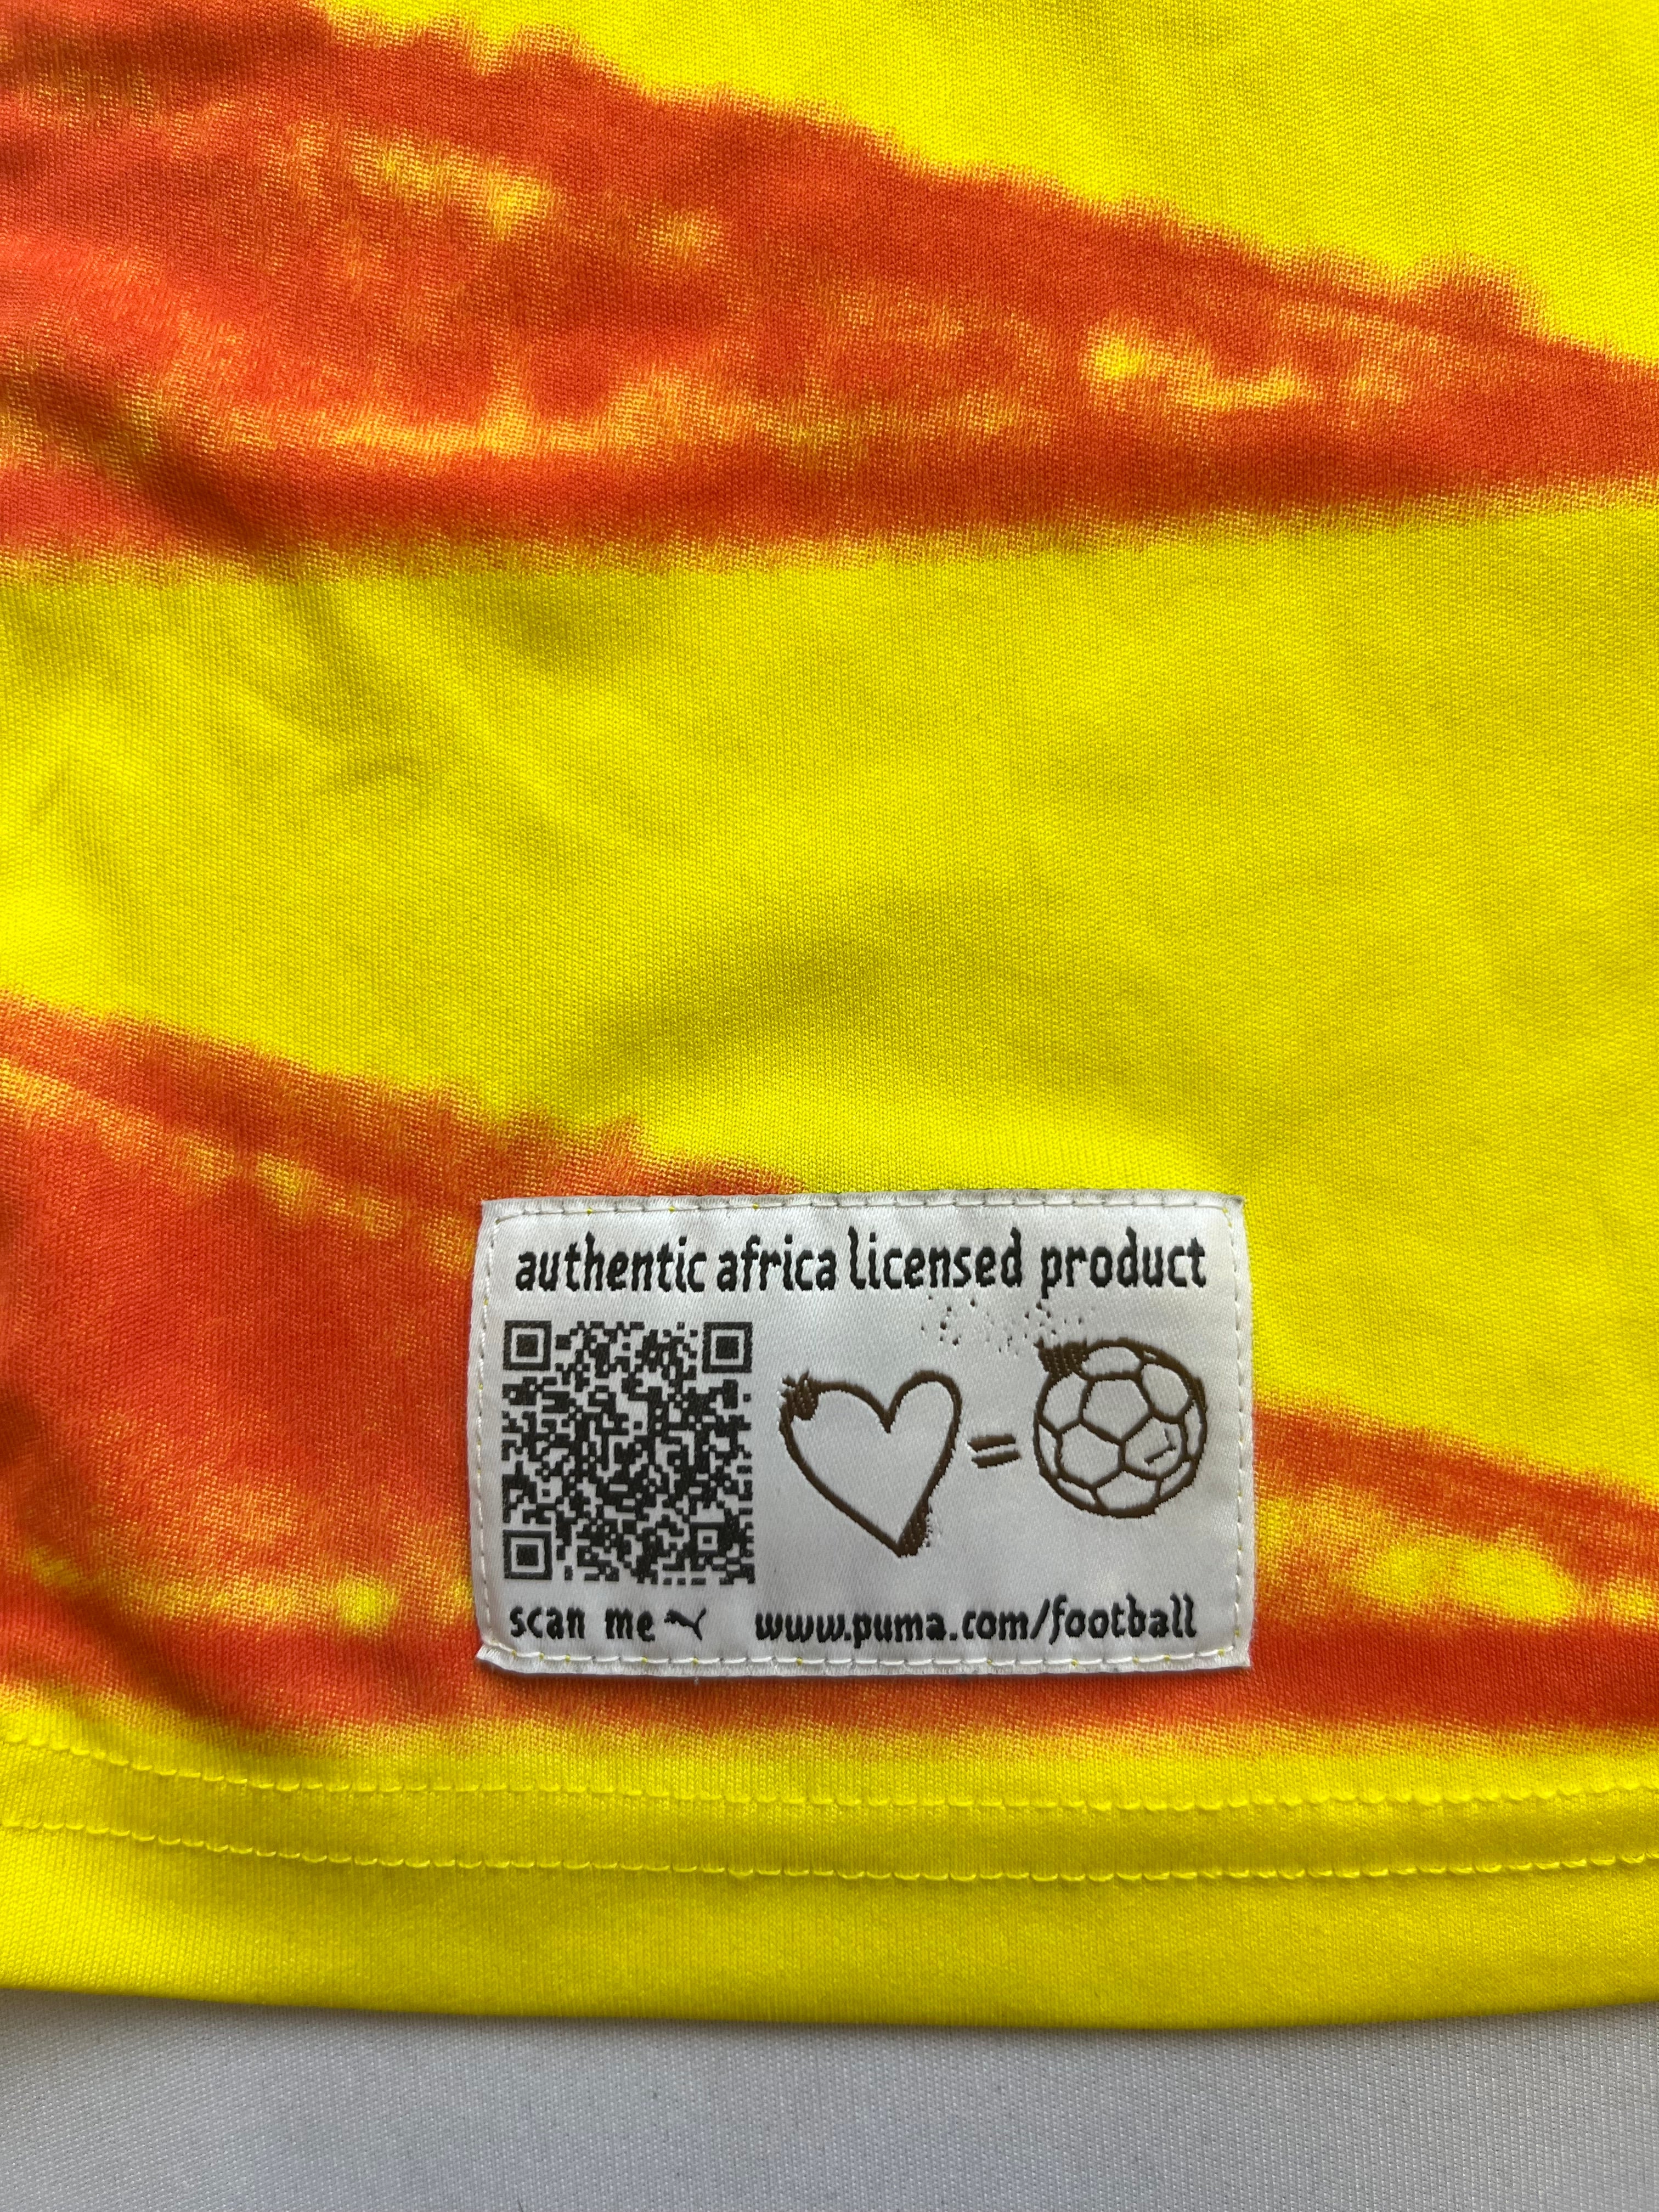 authentic africa licensed product
=
scan me www.puma.com/football